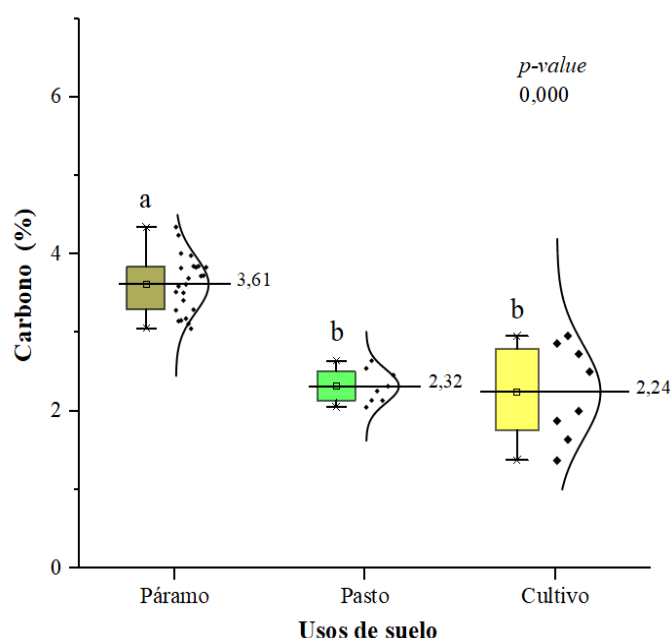 p-value
0,000
6
4
2
0
Carbono (%)
a
3,61
b
2,32
b
2,24
Páramo
Pasto
Cultivo
Usos de suelo